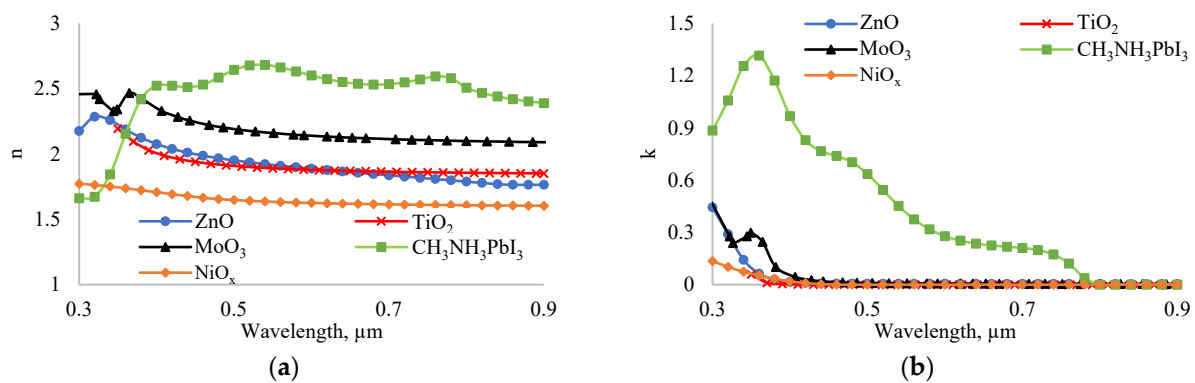 3
2.5
2
1.5
1
n
ZnO
TiO₂
MoO₃
CH₃NH₃PbI₃
NiOₓ
0.3 0.5 0.7 0.9
Wavelength, µm
(a)
1.5
1.2
0.9
0.6
0.3
0
k
ZnO
TiO₂
MoO₃
CH₃NH₃PbI₃
NiOₓ
0.3 0.5 0.7 0.9
Wavelength, µm
(b)